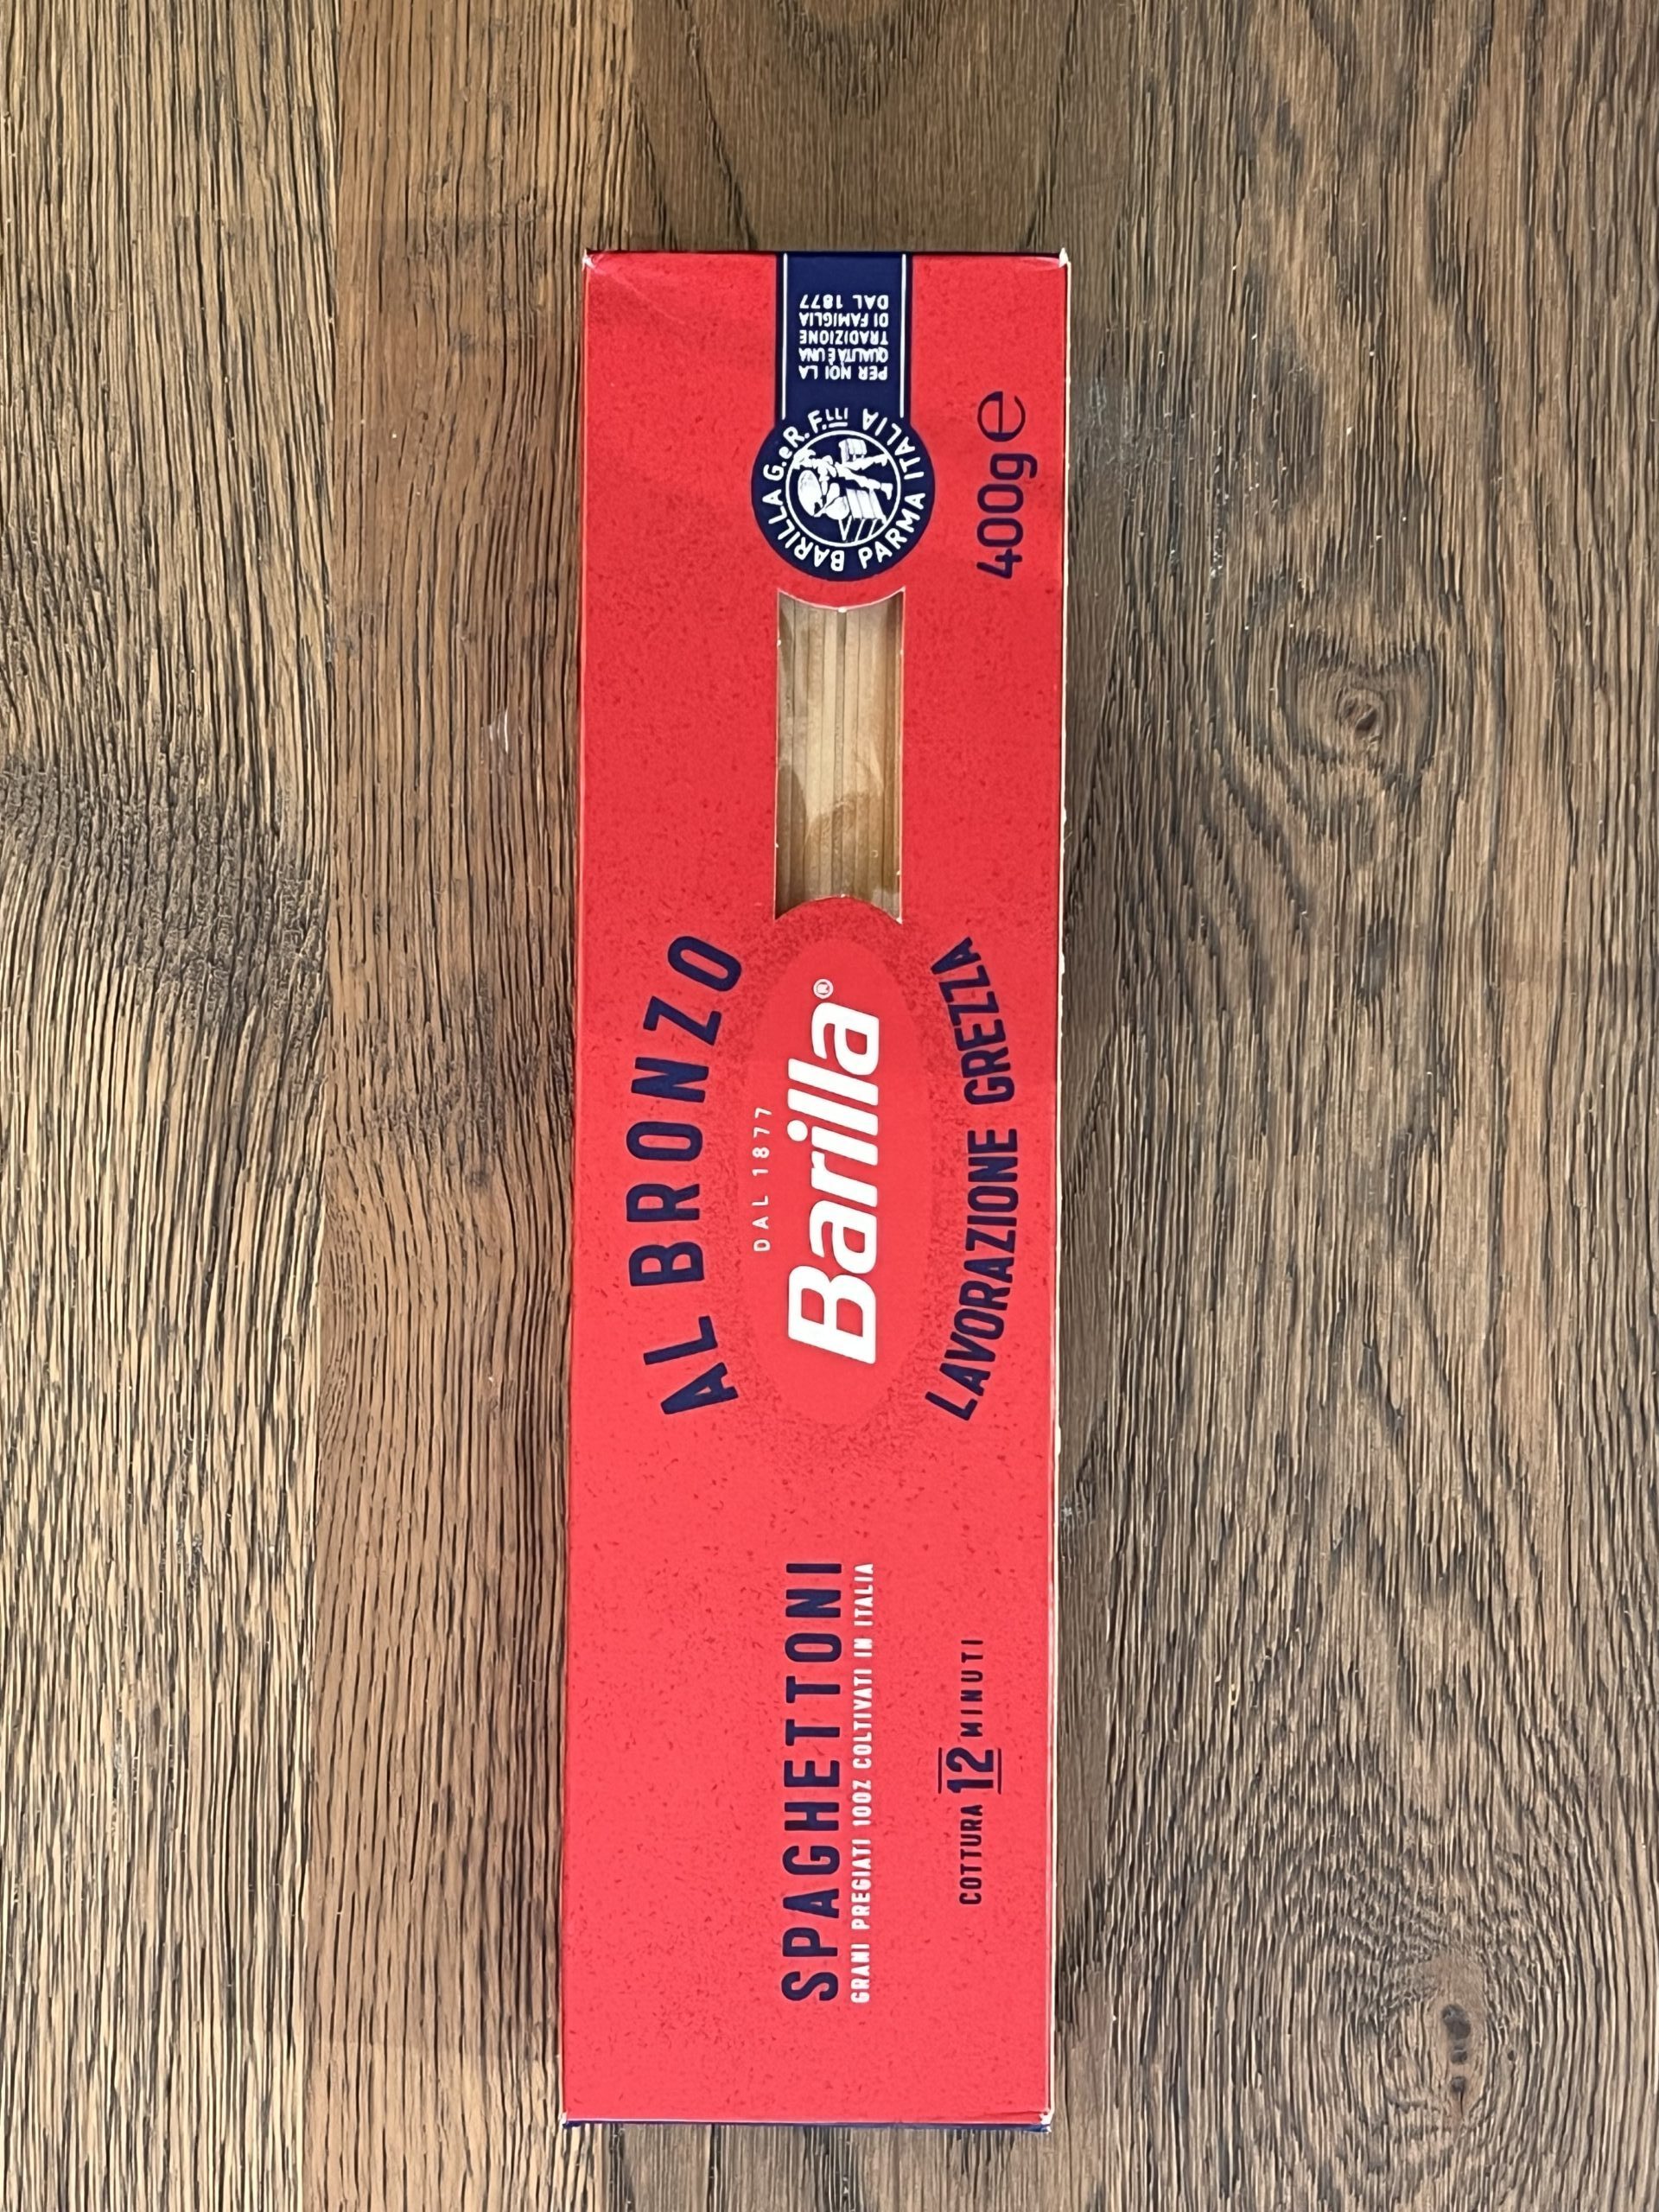 AL BRONZO
DAL 1877
Barilla®
LAVORAZIONE GREZZA
SPAGHETTONI
GRANI PREGIATI 100% COLTIVATI IN ITALIA
COTTURA 12 MINUTI
BARILLA G.eR. F.lli
PARMA ITALIA
PER NOI LA
QUALITÀ È UNA
TRADIZIONE
DI FAMIGLIA
DAL 1877
400g e